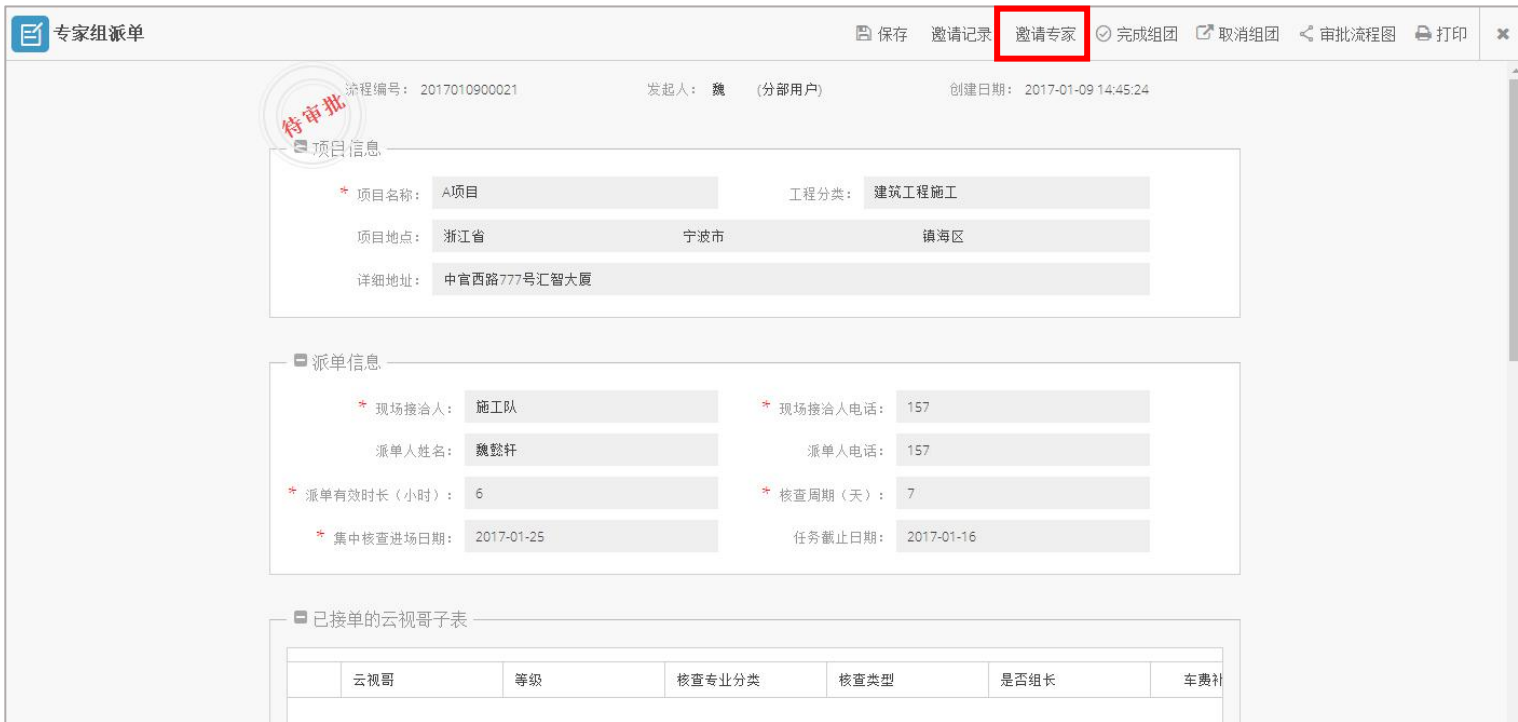 专家组派单 保存 邀请记录 邀请专家 完成组团 取消组团 审批流程图 打印
流程编号: 2017010900021 发起人: 魏 (分部用户) 创建日期: 2017-01-09 14:45:24
待审批
项目信息
* 项目名称: A项目 工程分类: 建筑工程施工
项目地点: 浙江省 宁波市 镇海区
详细地址: 中官西路777号汇智大厦
派单信息
* 现场接洽人: 施工队 * 现场接洽人电话: 157
派单人姓名: 魏懿轩 派单人电话: 157
* 派单有效时长(小时): 6 * 核查周期(天): 7
* 集中核查进场日期: 2017-01-25 任务截止日期: 2017-01-16
已接单的云视哥子表
云视哥 等级 核查专业分类 核查类型 是否组长 车费